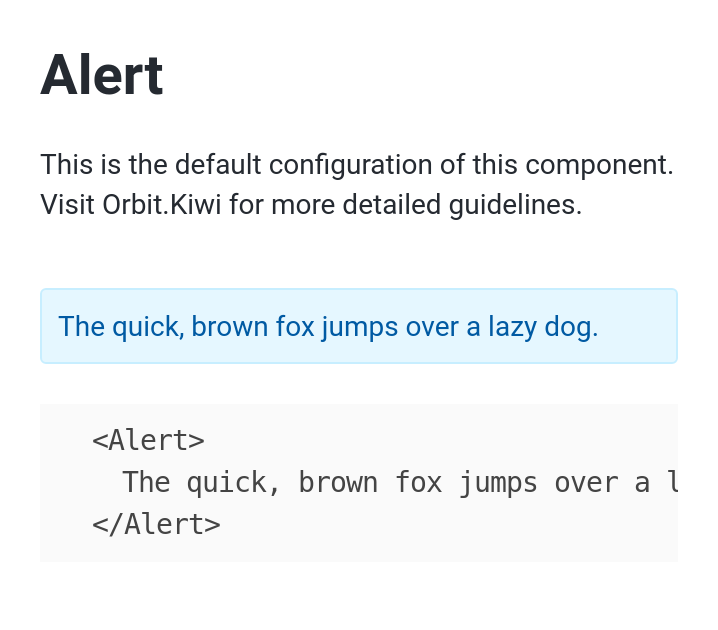 Alert
This is the default configuration of this component.
Visit Orbit.Kiwi for more detailed guidelines.
The quick, brown fox jumps over a lazy dog.
<Alert>
The quick, brown fox jumps over a l
</Alert>